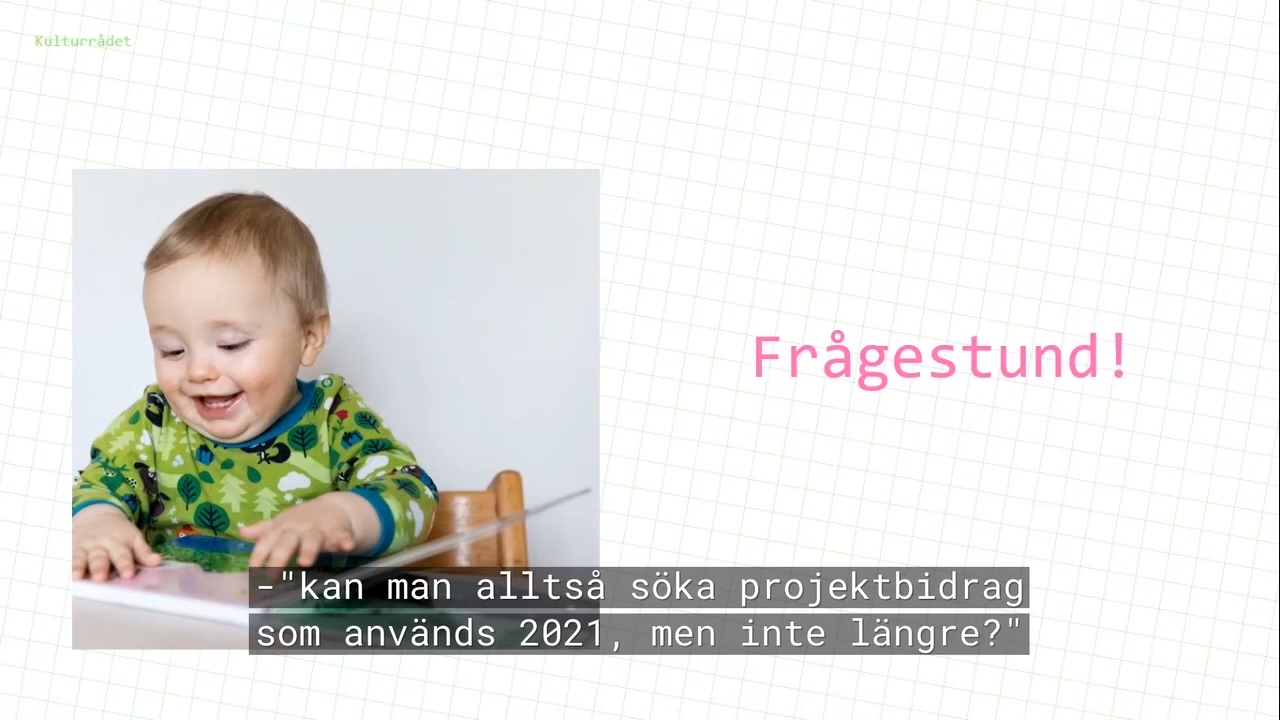 Kulturrådet
Frågestund!
-"kan man alltså söka projektbidrag
som används 2021, men inte längre?"